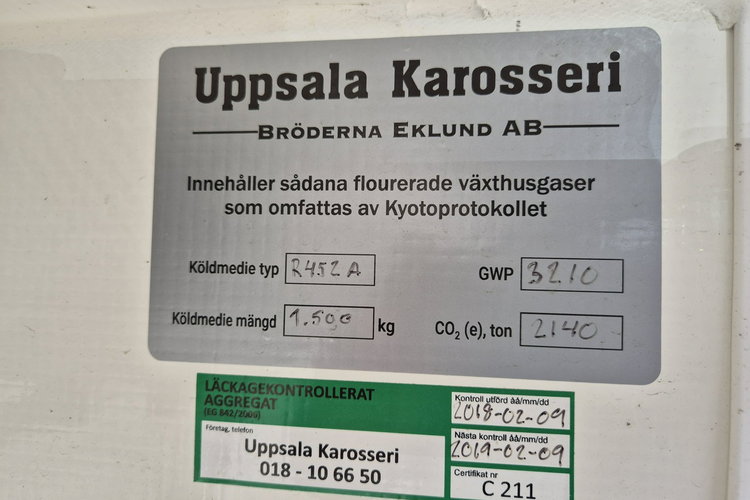 Uppsala Karosseri
BRÖDERNA EKLUND AB
Innehåller sådana flourerade växthusgaser
som omfattas av Kyotoprotokollet
Köldmedie typ R452A GWP 3210
Köldmedie mängd 1.500 kg CO₂ (e), ton 2140
LÄCKAGEKONTROLLERAT
AGGREGAT
(EG 842/2006)
Företag, telefon
Uppsala Karosseri
018 - 10 66 50
Kontroll utförd åå/mm/dd
2018-02-09
Nästa kontroll åå/mm/dd
2019-02-09
Certifikat nr
C 211